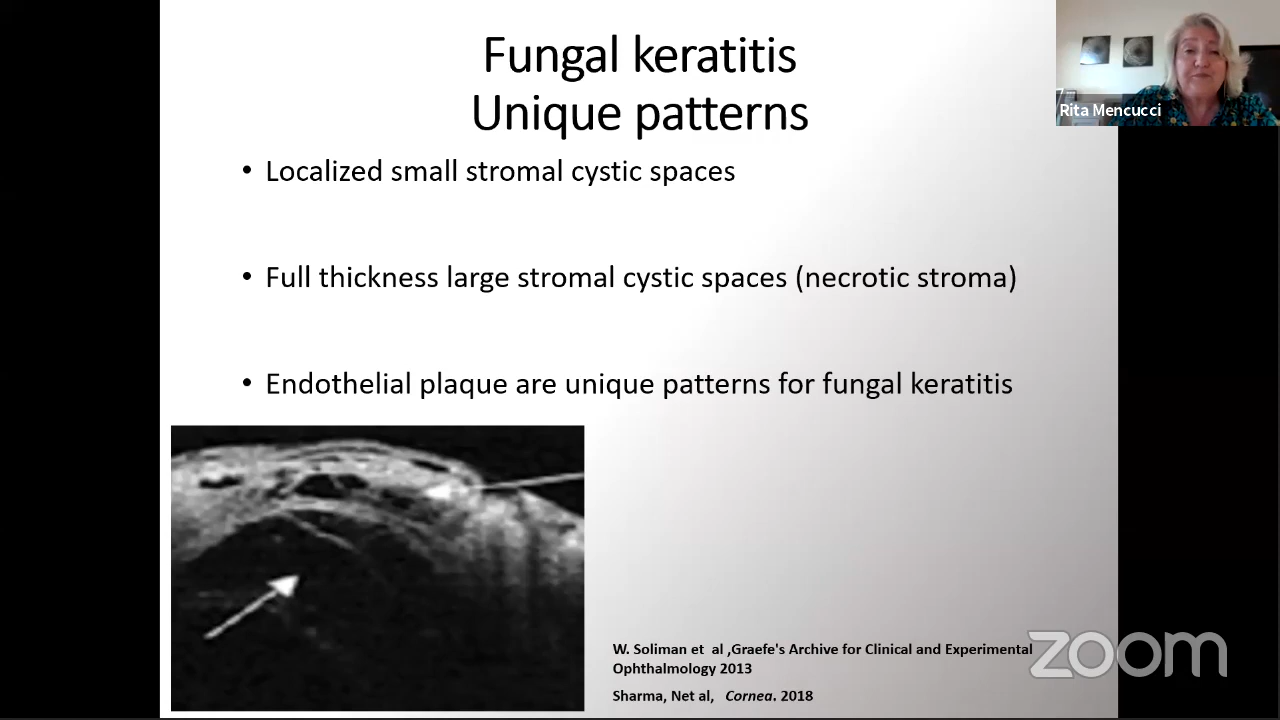 Fungal keratitis
Unique patterns
Rita Mencucci
• Localized small stromal cystic spaces
• Full thickness large stromal cystic spaces (necrotic stroma)
• Endothelial plaque are unique patterns for fungal keratitis
W. Soliman et al ,Graefe's Archive for Clinical and Experimental
Ophthalmology 2013
Sharma, Net al, Cornea. 2018
zoom